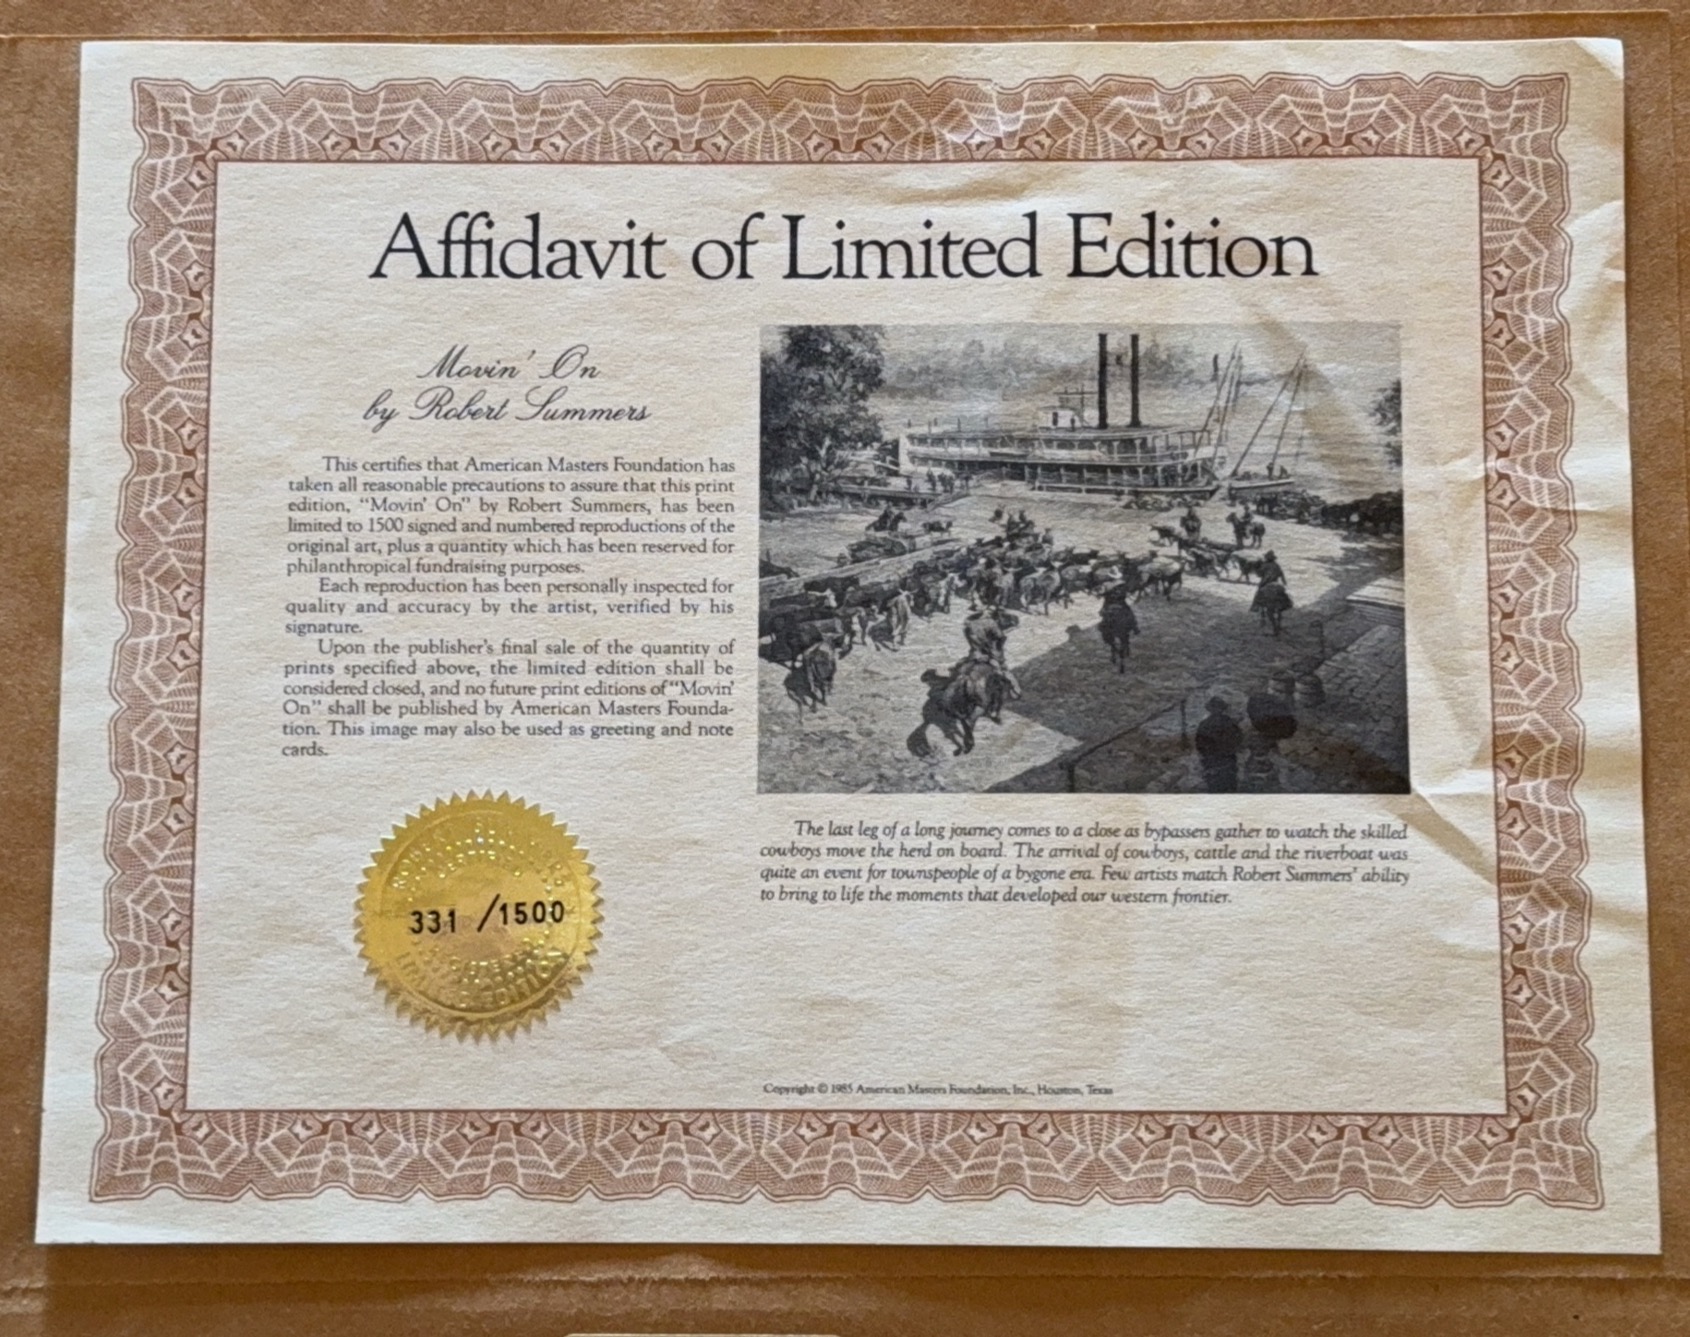 Affidavit of Limited Edition
Movin' On
by Robert Summers
This certifies that American Masters Foundation has
taken all reasonable precautions to assure that this print
edition, "Movin' On" by Robert Summers, has been
limited to 1500 signed and numbered reproductions of the
original art, plus a quantity which has been reserved for
philanthropical fundraising purposes.
Each reproduction has been personally inspected for
quality and accuracy by the artist, verified by his
signature.
Upon the publisher's final sale of the quantity of
prints specified above, the limited edition shall be
considered closed, and no future print editions of "Movin'
On" shall be published by American Masters Founda-
tion. This image may also be used as greeting and note
cards.
331 /1500
LIMITED EDITION
The last leg of a long journey comes to a close as bypassers gather to watch the skilled
cowboys move the herd on board. The arrival of cowboys, cattle and the riverboat was
quite an event for townspeople of a bygone era. Few artists match Robert Summers' ability
to bring to life the moments that developed our western frontier.
Copyright © 1985 American Masters Foundation, Inc., Houston, Texas